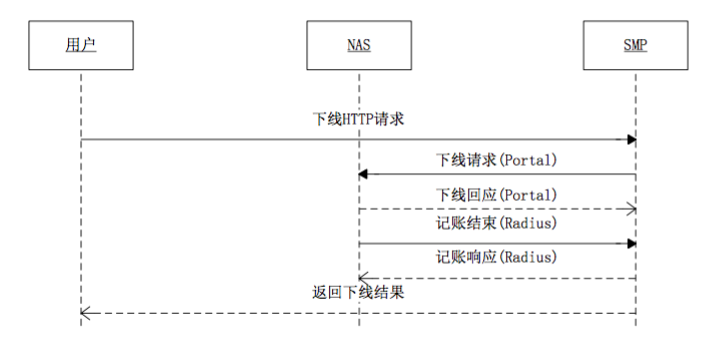 用户
NAS
SMP
下线HTTP请求
下线请求(Portal)
下线回应(Portal)
记账结束(Radius)
记账响应(Radius)
返回下线结果